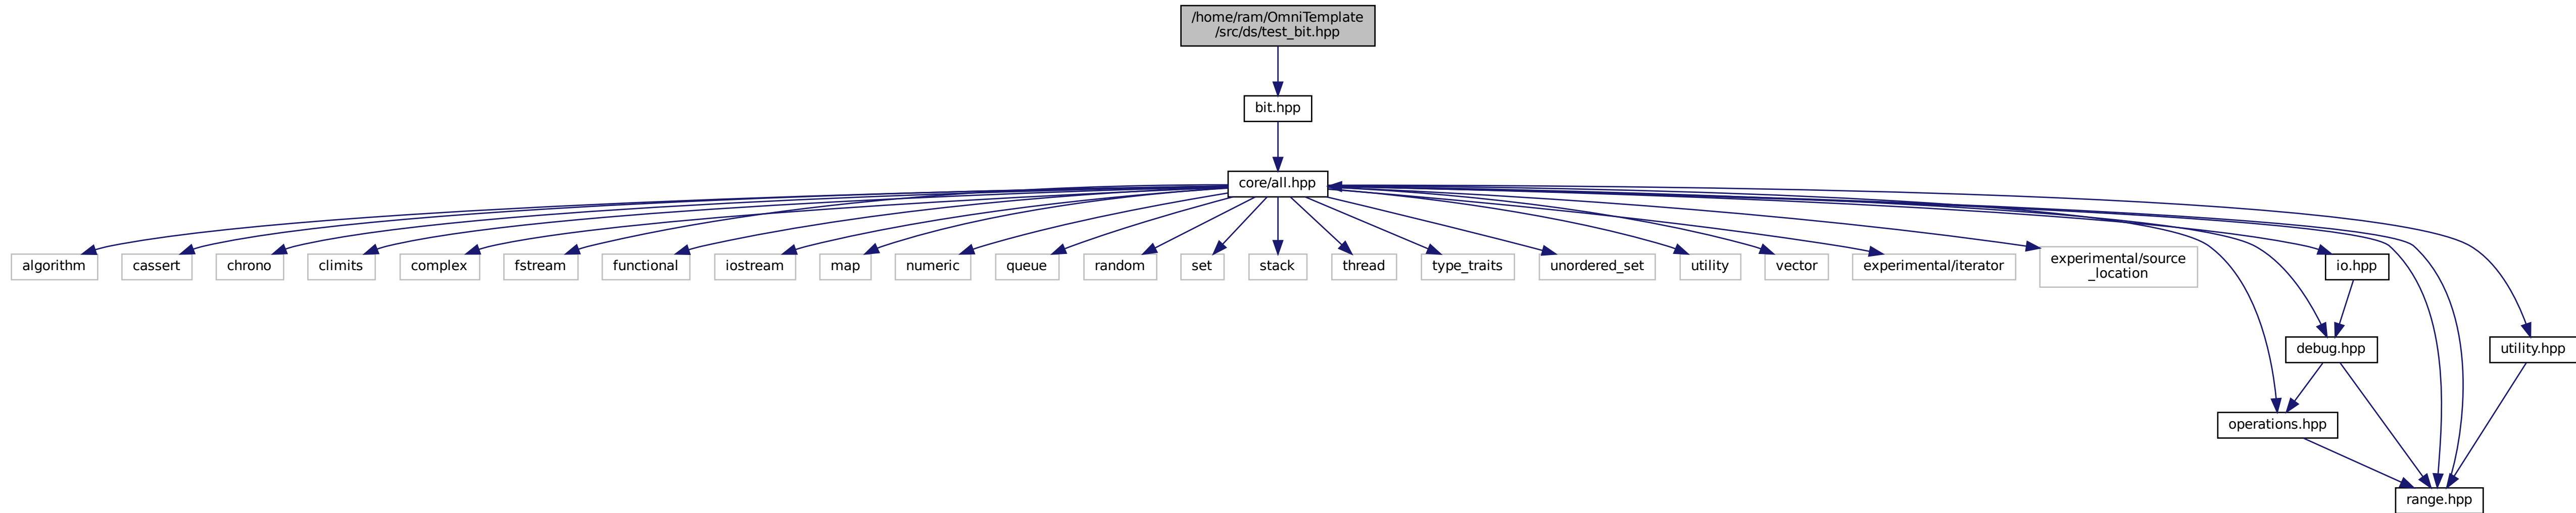 /home/ram/OmniTemplate
/src/ds/test_bit.hpp
bit.hpp
core/all.hpp
algorithm
cassert
chrono
climits
complex
fstream
functional
iostream
map
numeric
queue
random
set
stack
thread
type_traits
unordered_set
utility
vector
experimental/iterator
experimental/source
_location
io.hpp
debug.hpp
utility.hpp
operations.hpp
range.hpp